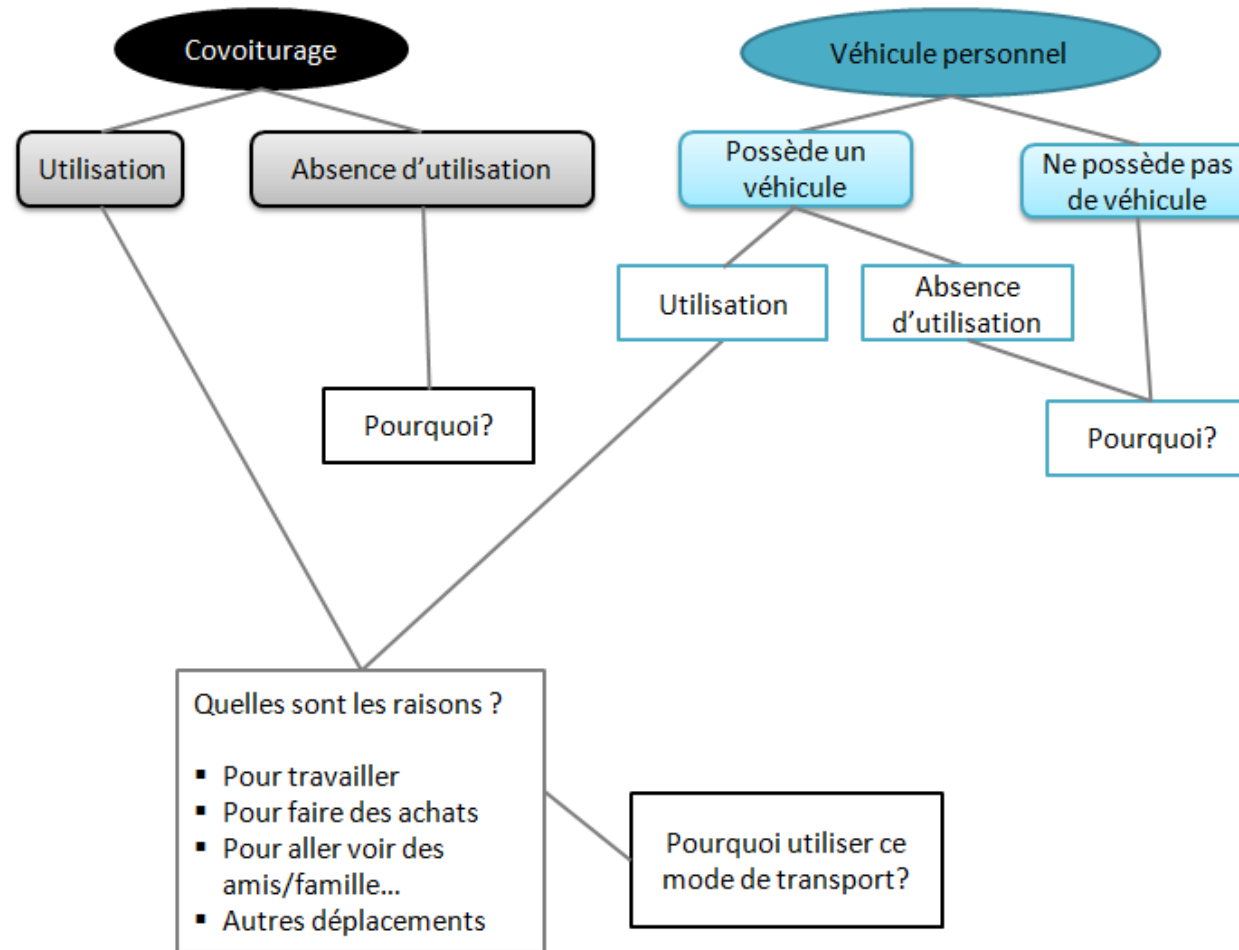 Covoiturage
Véhicule personnel
Utilisation
Absence d’utilisation
Possède un
véhicule
Ne possède pas
de véhicule
Utilisation
Absence
d’utilisation
Pourquoi?
Pourquoi?
Quelles sont les raisons ?
▪ Pour travailler
▪ Pour faire des achats
▪ Pour aller voir des
amis/famille…
▪ Autres déplacements
Pourquoi utiliser ce
mode de transport?